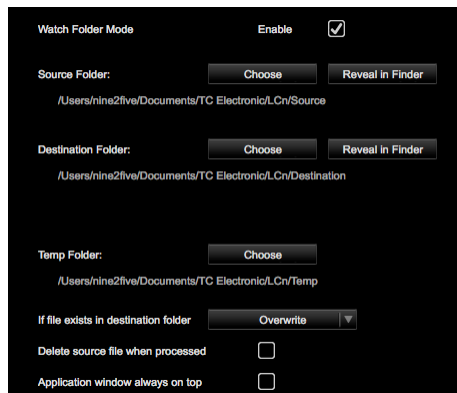 Watch Folder Mode Enable
Source Folder: Choose Reveal in Finder
/Users/nine2five/Documents/TC Electronic/LCn/Source
Destination Folder: Choose Reveal in Finder
/Users/nine2five/Documents/TC Electronic/LCn/Destination
Temp Folder: Choose
/Users/nine2five/Documents/TC Electronic/LCn/Temp
If file exists in destination folder Overwrite
Delete source file when processed
Application window always on top